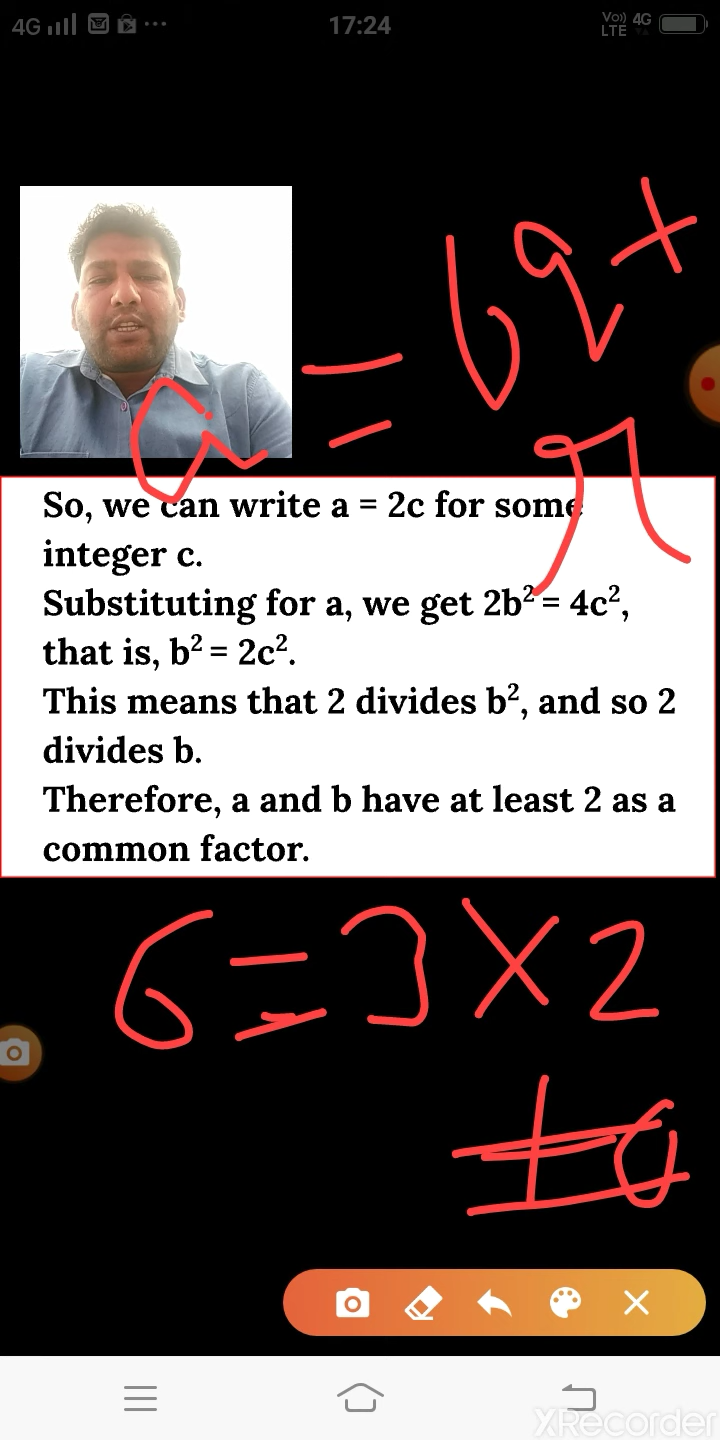 4G 17:24 Vo)) LTE 4G
a = bq +
r
So, we can write a = 2c for some
integer c.
Substituting for a, we get 2b² = 4c²,
that is, b² = 2c².
This means that 2 divides b², and so 2
divides b.
Therefore, a and b have at least 2 as a
common factor.
6 = 3 × 2
+0
XRecorder